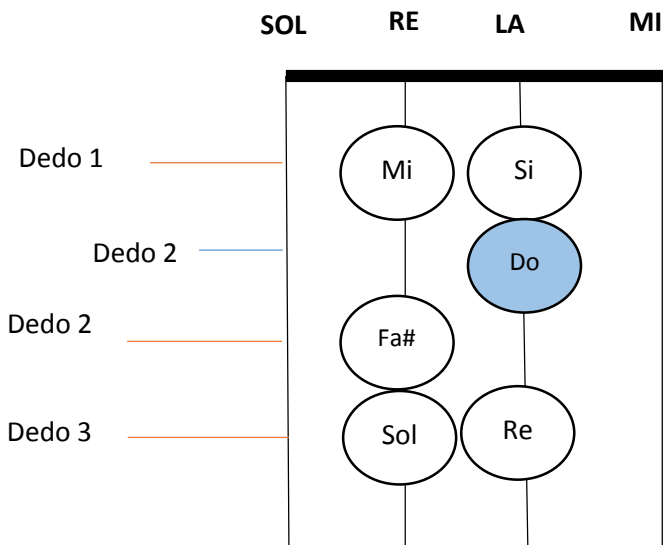 SOL RE LA MI
Dedo 1 Mi Si
Dedo 2 Do
Dedo 2 Fa#
Dedo 3 Sol Re